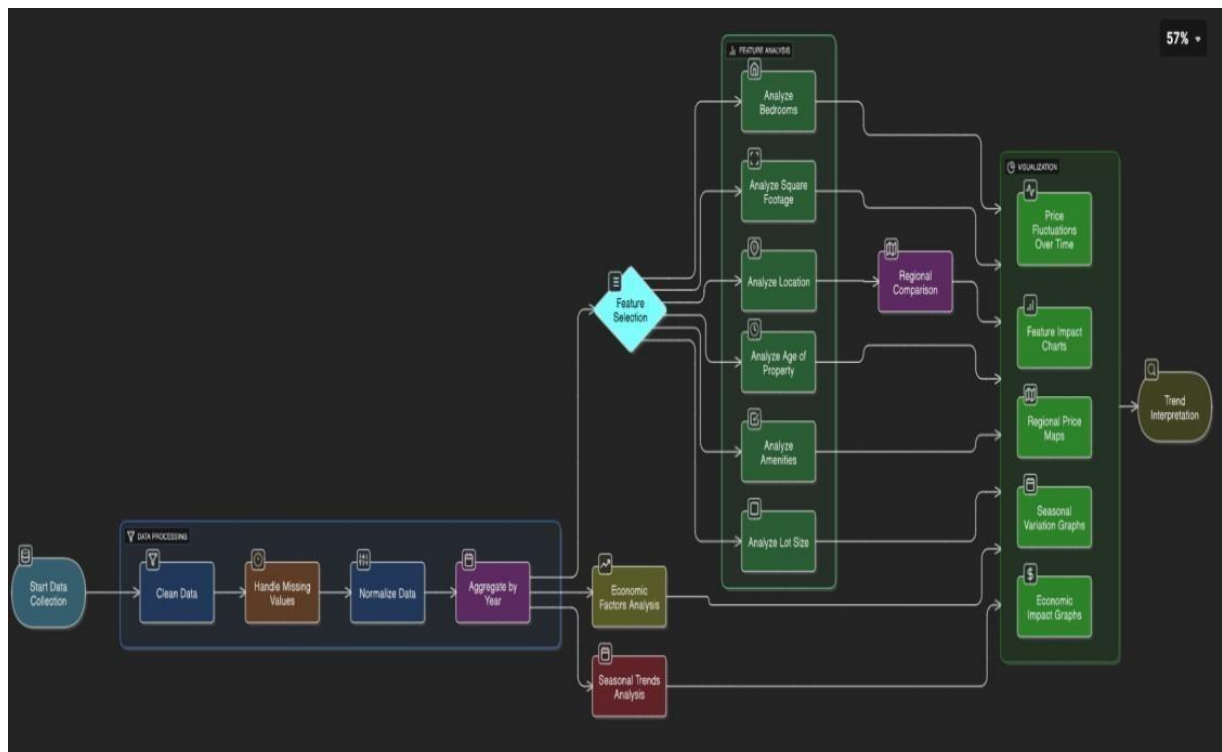 57%
FEATURE ANALYSIS
Analyze
Bedrooms
Analyze Square
Footage
Analyze Location
Analyze Age of
Property
Analyze
Amenities
Analyze Lot Size
Regional
Comparison
VISUALIZATION
Price
Fluctuations
Over Time
Feature Impact
Charts
Regional Price
Maps
Seasonal
Variation Graphs
Economic
Impact Graphs
Trend
Interpretation
Feature
Selection
DATA PROCESSING
Start Data
Collection
Clean Data
Handle Missing
Values
Normalize Data
Aggregate by
Year
Economic
Factors Analysis
Seasonal Trends
Analysis